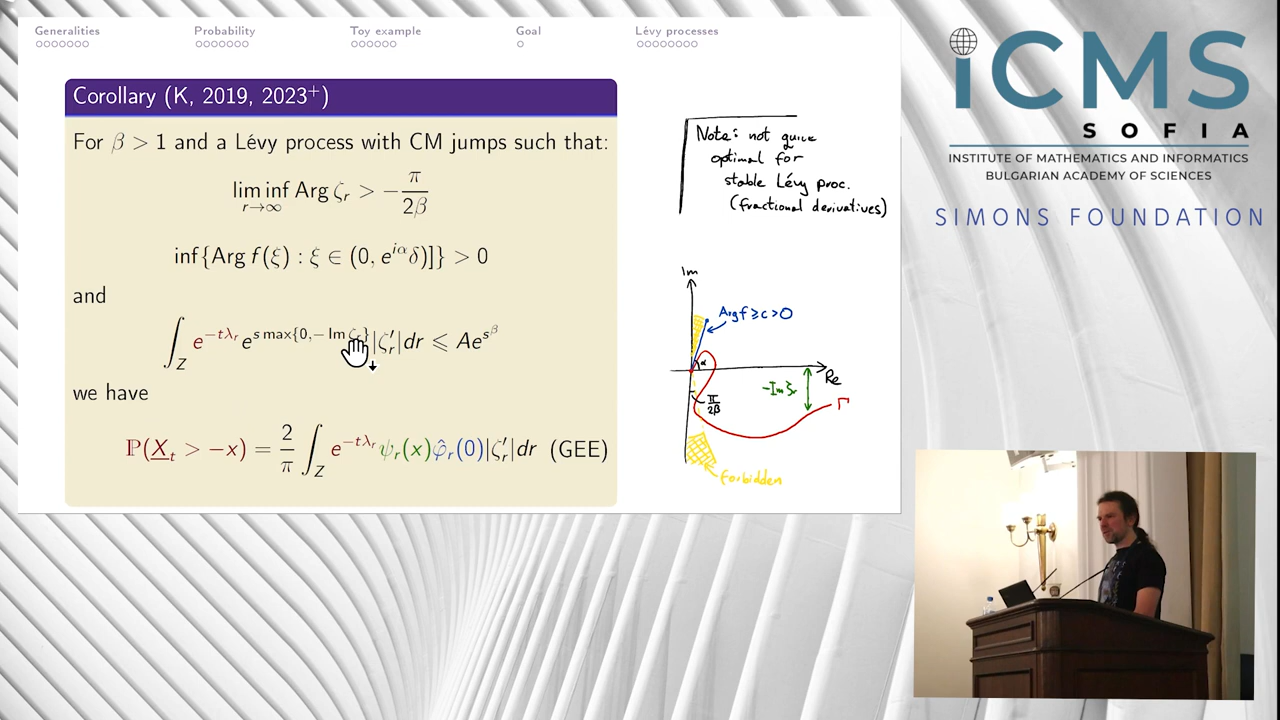 Generalities Probability Toy example Goal Lévy processes
Corollary (K, 2019, 2023⁺)
For β > 1 and a Lévy process with CM jumps such that:
lim inf_{r→∞} Arg ζ_r > −π/2β
inf{Arg f(ξ) : ξ ∈ (0, e^{iα}δ)]} > 0
and
∫_Z e^{−tλ_r} e^{s max{0,− Im ζ_r}} |ζ′_r| dr ⩽ Ae^{s^β}
we have
ℙ(X̲_t > −x) = 2/π ∫_Z e^{−tλ_r} ψ_r(x) φ̂_r(0)|ζ′_r| dr (GEE)
Note: not quite
optimal for
stable Lévy proc.
(fractional derivatives)
Im
Arg f ≥ c > 0
α
Re
π/2β
−Im ζ_r
Γ
forbidden
iCMS
SOFIA
INSTITUTE OF MATHEMATICS AND INFORMATICS
BULGARIAN ACADEMY OF SCIENCES
SIMONS FOUNDATION